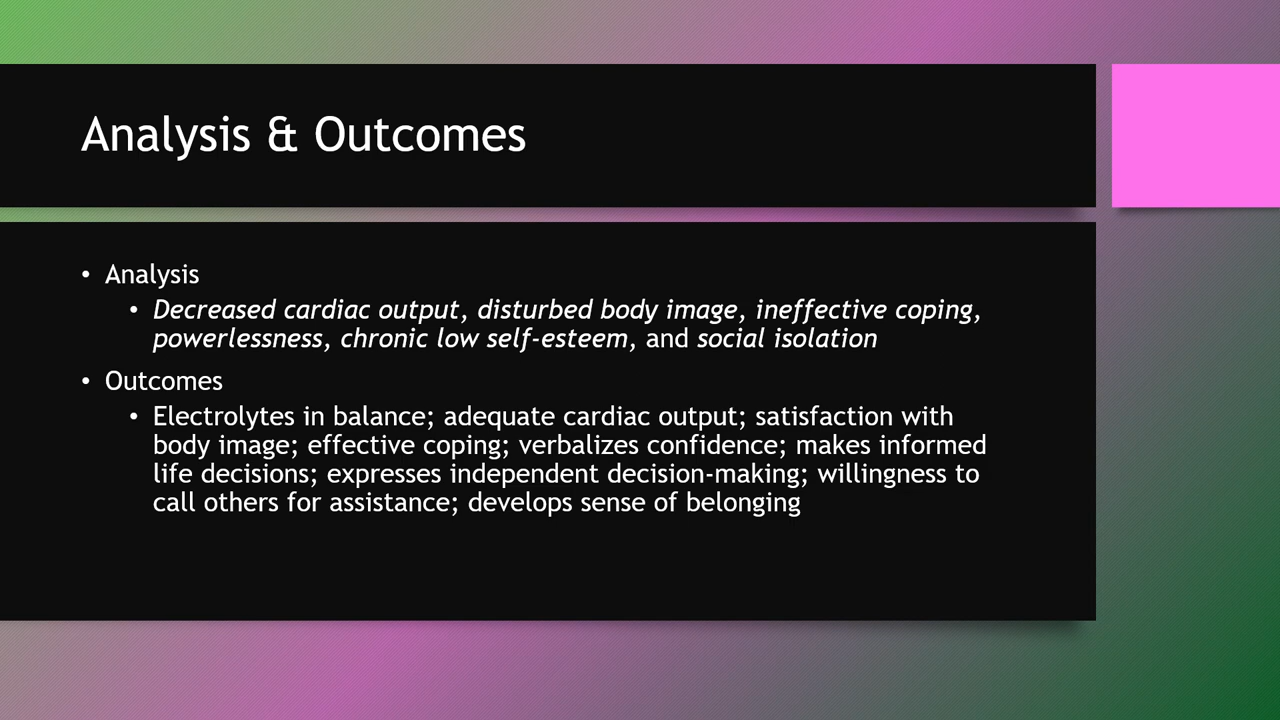 Analysis & Outcomes
• Analysis
• Decreased cardiac output, disturbed body image, ineffective coping,
powerlessness, chronic low self-esteem, and social isolation
• Outcomes
• Electrolytes in balance; adequate cardiac output; satisfaction with
body image; effective coping; verbalizes confidence; makes informed
life decisions; expresses independent decision-making; willingness to
call others for assistance; develops sense of belonging